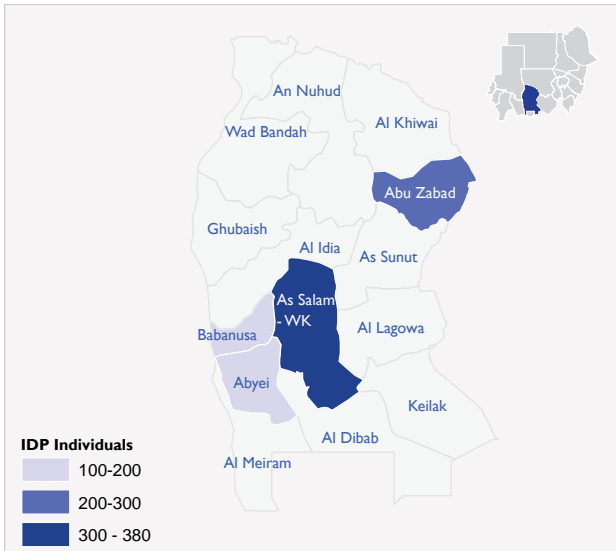 An Nuhud
Al Khiwai
Wad Bandah
Abu Zabad
Ghubaish
Al Idia
As Sunut
As Salam
- WK
Al Lagowa
Babanusa
Abyei
Keilak
Al Dibab
Al Meiram
IDP Individuals
100-200
200-300
300 - 380